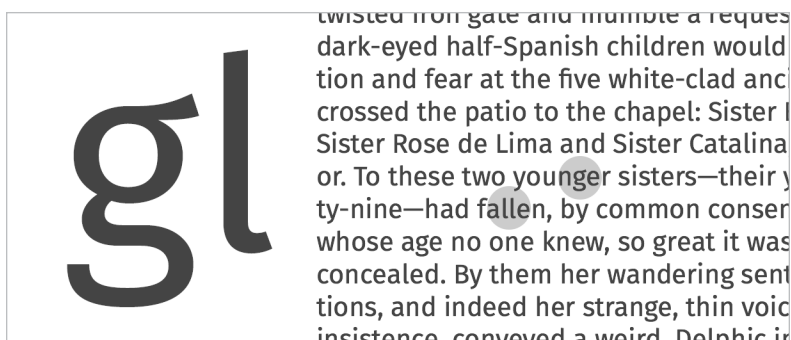 gl
twisted iron gate and mumble a reques
dark-eyed half-Spanish children would
tion and fear at the five white-clad anci
crossed the patio to the chapel: Sister
Sister Rose de Lima and Sister Catalina
or. To these two younger sisters—their y
ty-nine—had fallen, by common conser
whose age no one knew, so great it was
concealed. By them her wandering sent
tions, and indeed her strange, thin voic
insistence, conveyed a weird, Delphic in